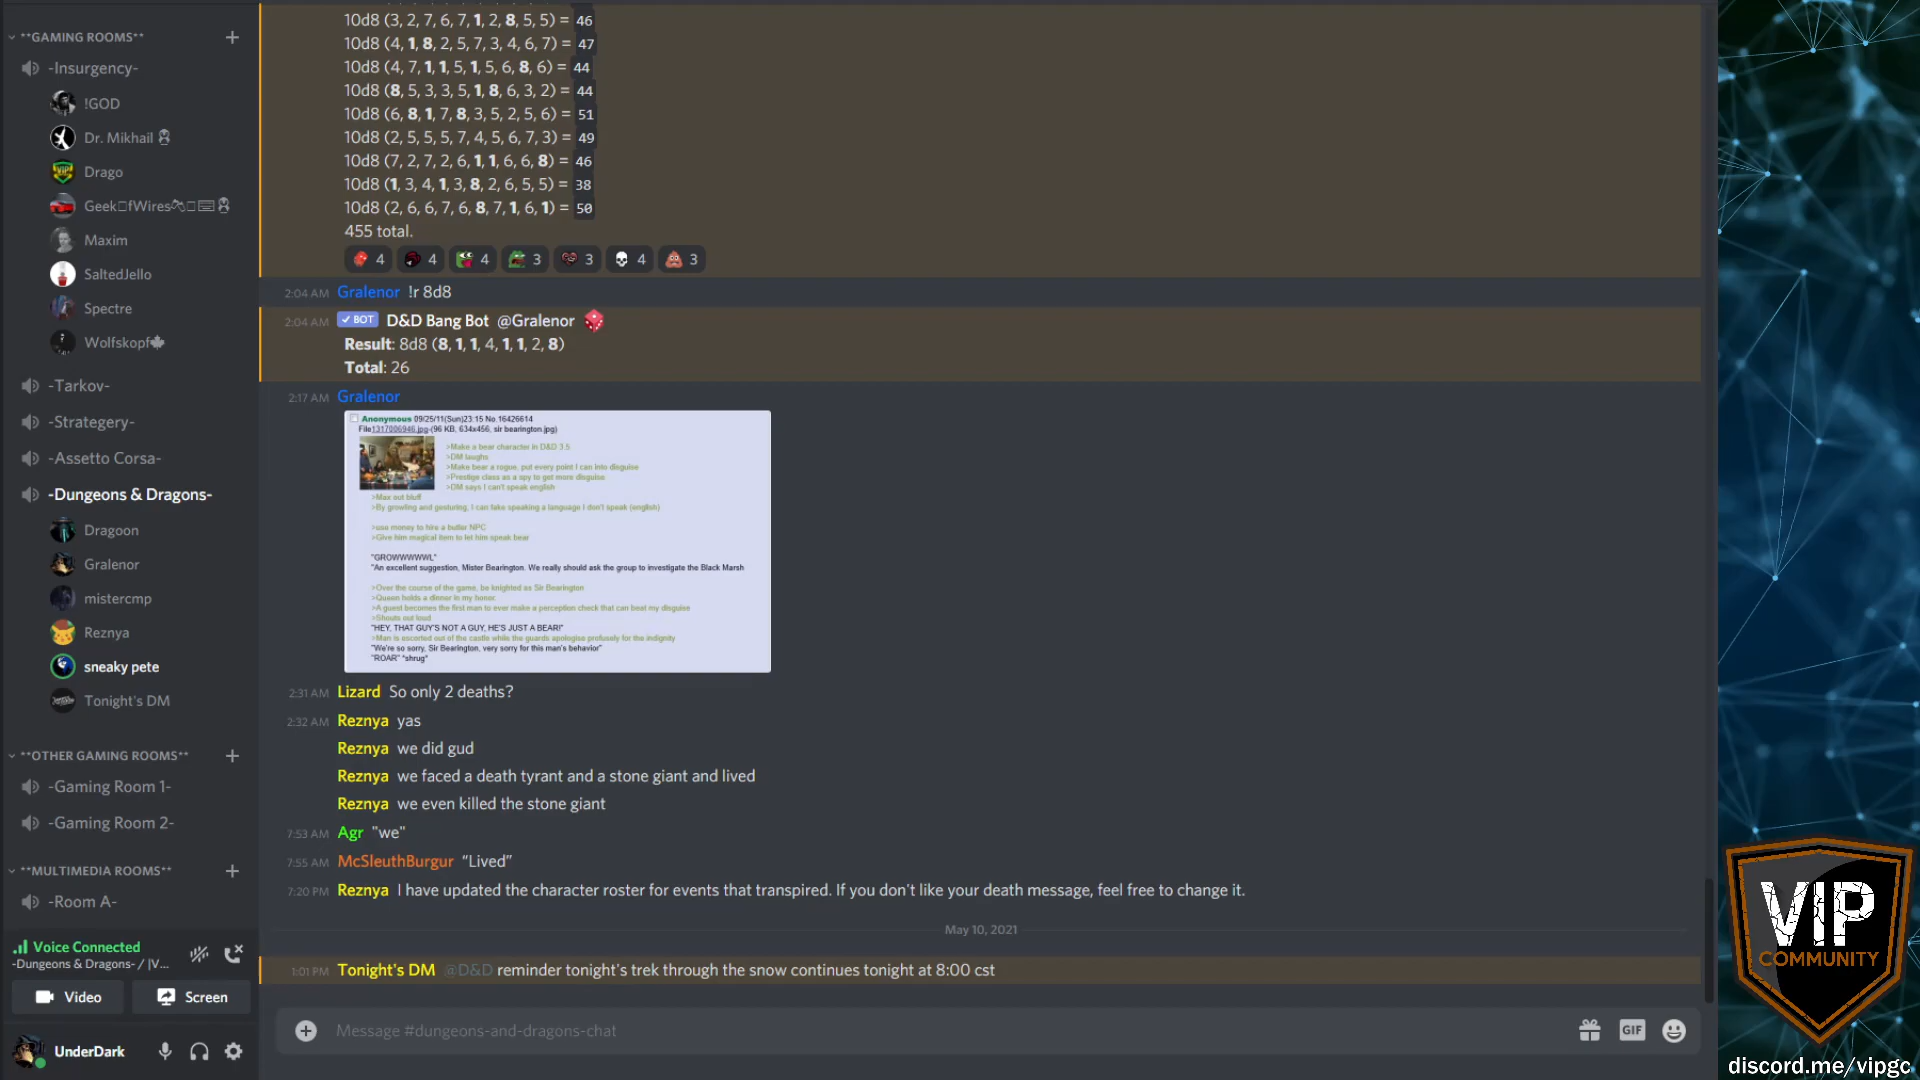 **GAMING ROOMS**
-Insurgency-
!GOD
Dr. Mikhail
Drago
Geek▯fWires
Maxim
SaltedJello
Spectre
Wolfskopf
-Tarkov-
-Strategery-
-Assetto Corsa-
-Dungeons & Dragons-
Dragoon
Gralenor
mistercmp
Reznya
sneaky pete
Tonight's DM
**OTHER GAMING ROOMS**
-Gaming Room 1-
-Gaming Room 2-
**MULTIMEDIA ROOMS**
-Room A-
Voice Connected
-Dungeons & Dragons- / |V...
Video Screen
UnderDark
10d8 (3, 2, 7, 6, 7, 1, 2, 8, 5, 5) = 46
10d8 (4, 1, 8, 2, 5, 7, 3, 4, 6, 7) = 47
10d8 (4, 7, 1, 1, 5, 1, 5, 6, 8, 6) = 44
10d8 (8, 5, 3, 3, 5, 1, 8, 6, 3, 2) = 44
10d8 (6, 8, 1, 7, 8, 3, 5, 2, 5, 6) = 51
10d8 (2, 5, 5, 5, 7, 4, 5, 6, 7, 3) = 49
10d8 (7, 2, 7, 2, 6, 1, 1, 6, 6, 8) = 46
10d8 (1, 3, 4, 1, 3, 8, 2, 6, 5, 5) = 38
10d8 (2, 6, 6, 7, 6, 8, 7, 1, 6, 1) = 50
455 total.
4 4 4 3 3 4 3
2:04 AM Gralenor !r 8d8
2:04 AM BOT D&D Bang Bot @Gralenor
Result: 8d8 (8, 1, 1, 4, 1, 1, 2, 8)
Total: 26
2:17 AM Gralenor
Anonymous 09/25/11(Sun)23:15 No.16426614
File1317006946.jpg-(96 KB, 634x456, sir bearington.jpg)
>Make a bear character in D&D 3.5
>DM laughs
>Make bear a rogue, put every point I can into disguise
>Prestige class as a spy to get more disguise
>DM says I can't speak english
>Max out bluff
>By growling and gesturing, I can fake speaking a language I don't speak (english)
>use money to hire a butler NPC
>Give him magical item to let him speak bear
"GROWWWWWL"
"An excellent suggestion, Mister Bearington. We really should ask the group to investigate the Black Marsh
>Over the course of the game, be knighted as Sir Bearington
>Queen holds a dinner in my honor.
>A guest becomes the first man to ever make a perception check that can beat my disguise
>Shouts out loud
"HEY, THAT GUY'S NOT A GUY, HE'S JUST A BEAR!"
>Man is escorted out of the castle while the guards apologise profusely for the indignity
"We're so sorry, Sir Bearington, very sorry for this man's behavior"
"ROAR" *shrug*
2:31 AM Lizard So only 2 deaths?
2:32 AM Reznya yas
Reznya we did gud
Reznya we faced a death tyrant and a stone giant and lived
Reznya we even killed the stone giant
7:53 AM Agr "we"
7:55 AM McSleuthBurgur “Lived”
7:20 PM Reznya I have updated the character roster for events that transpired. If you don't like your death message, feel free to change it.
May 10, 2021
1:01 PM Tonight's DM @D&D reminder tonight's trek through the snow continues tonight at 8:00 cst
Message #dungeons-and-dragons-chat
GIF
VIP
COMMUNITY
discord.me/vipgc